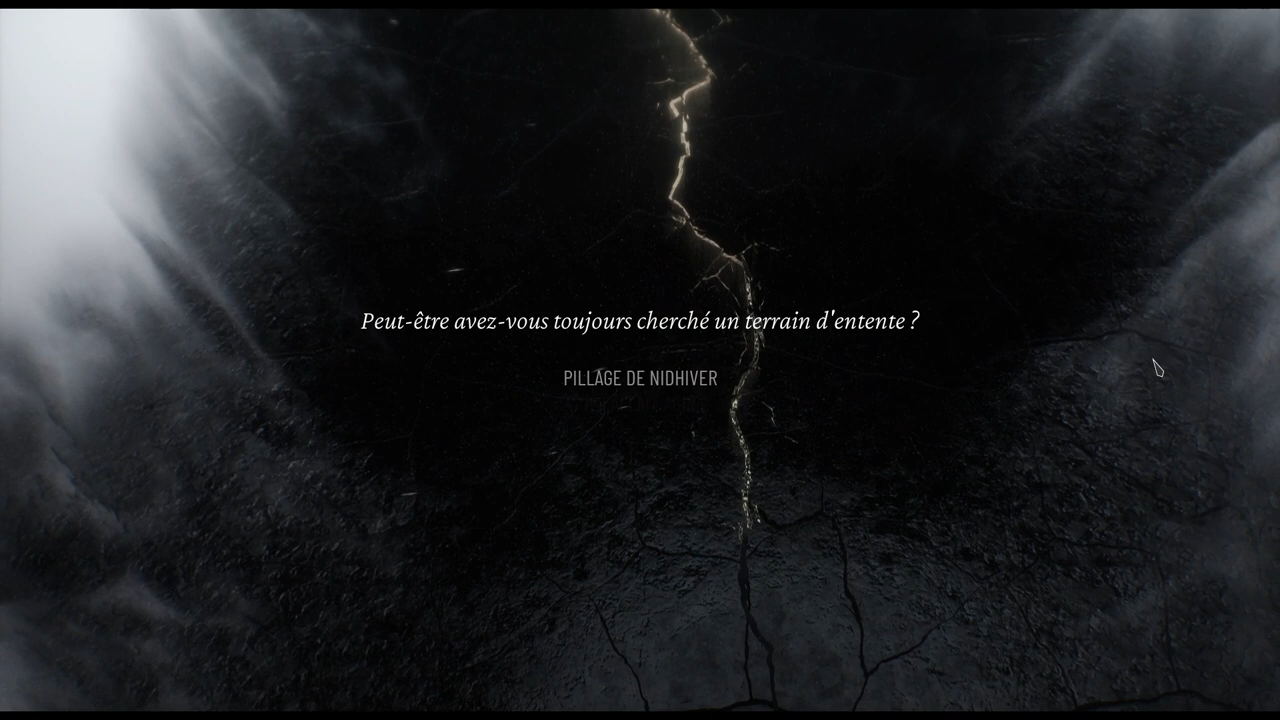 Peut-être avez-vous toujours cherché un terrain d'entente ?
PILLAGE DE NIDHIVER